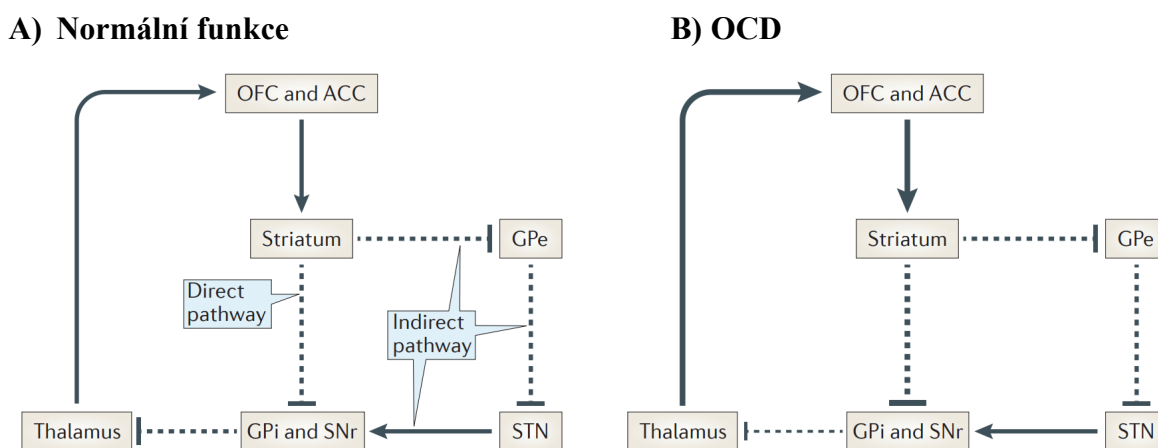 A) Normální funkce
OFC and ACC
Striatum
GPe
Direct
pathway
Indirect
pathway
Thalamus
GPi and SNr
STN
B) OCD
OFC and ACC
Striatum
GPe
Thalamus
GPi and SNr
STN